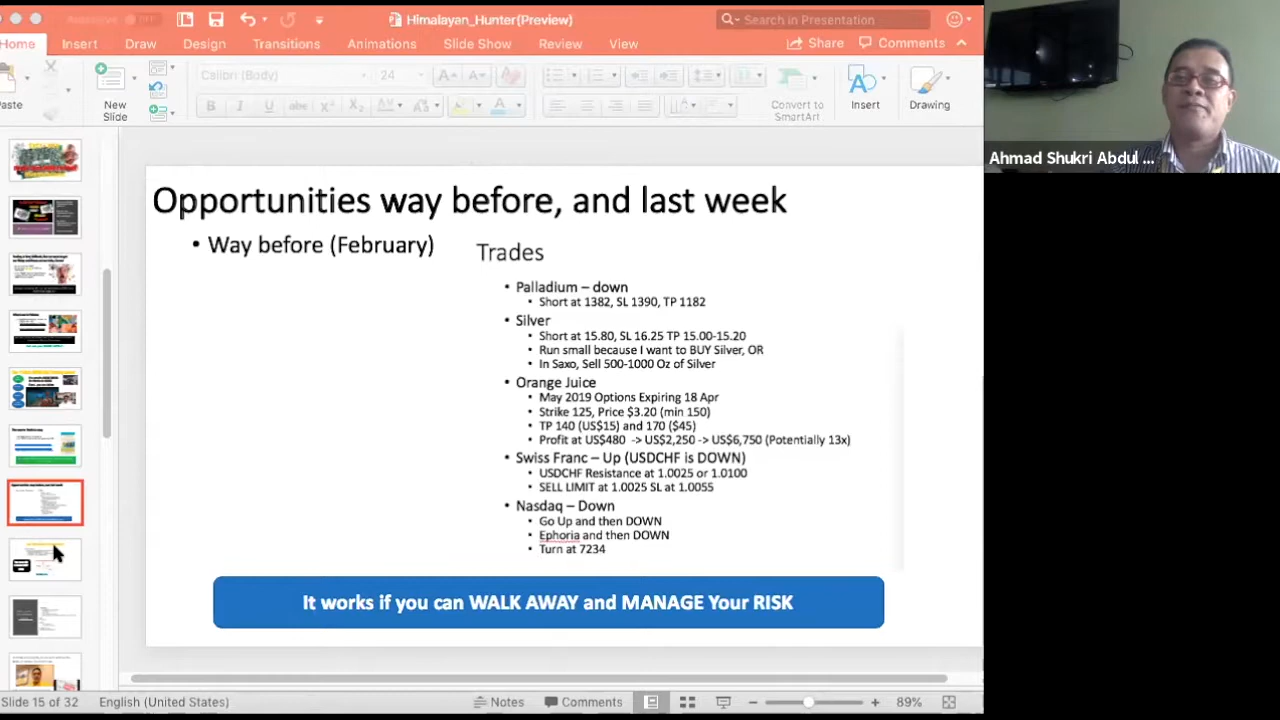 Himalayan_Hunter{Preview}
Search in Presentation
Home
Insert
Draw
Design
Transitions
Animations
Slide Show
Review
View
Share
Comments
Calibri (Body)
24
New
Slide
Convert to
SmartArt
Insert
Drawing
Ahmad Shukri Abdul ...
Opportunities way before, and last week
• Way before (February)
Trades
• Palladium – down
• Short at 1382, SL 1390, TP 1182
• Silver
• Short at 15.80, SL 16.25 TP 15.00-15.20
• Run small because I want to BUY Silver, OR
• In Saxo, Sell 500-1000 Oz of Silver
• Orange Juice
• May 2019 Options Expiring 18 Apr
• Strike 125, Price $3.20 (min 150)
• TP 140 (US$15) and 170 ($45)
• Profit at US$480 -> US$2,250 -> US$6,750 (Potentially 13x)
• Swiss Franc – Up (USDCHF is DOWN)
• USDCHF Resistance at 1.0025 or 1.0100
• SELL LIMIT at 1.0025 SL at 1.0055
• Nasdaq – Down
• Go Up and then DOWN
• Ephoria and then DOWN
• Turn at 7234
It works if you can WALK AWAY and MANAGE Your RISK
Slide 15 of 32
English (United States)
Notes
Comments
89%